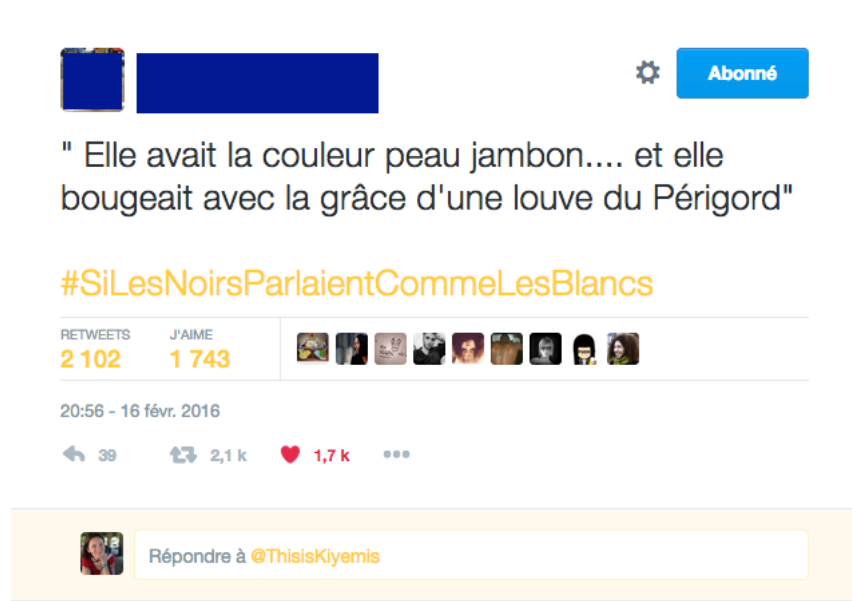 Abonné
" Elle avait la couleur peau jambon.... et elle
bougeait avec la grâce d'une louve du Périgord"
#SiLesNoirsParlaientCommeLesBlancs
RETWEETS J'AIME
2 102 1 743
20:56 - 16 févr. 2016
39 2,1 k 1,7 k
Répondre à @ThisisKiyemis